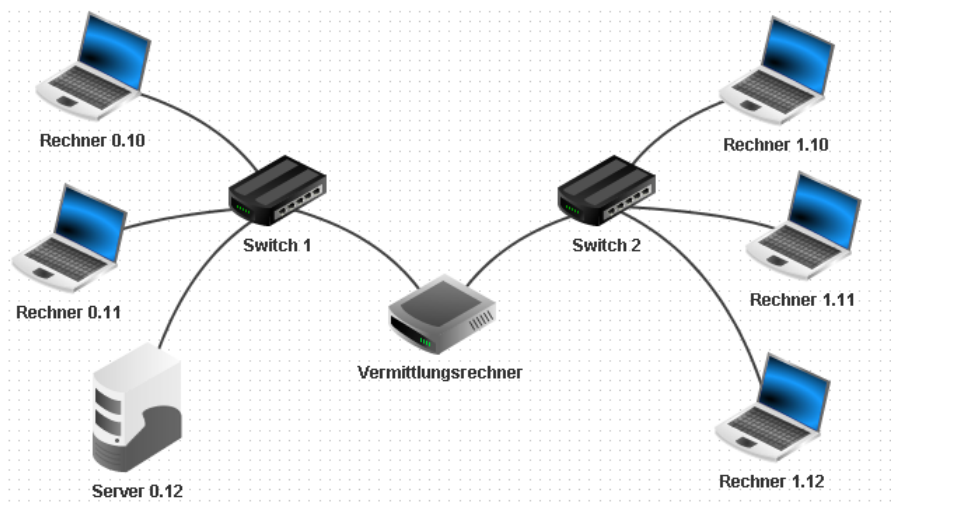 Rechner 0.10
Rechner 1.10
Switch 1
Switch 2
Rechner 0.11
Rechner 1.11
Vermittlungsrechner
Server 0.12
Rechner 1.12